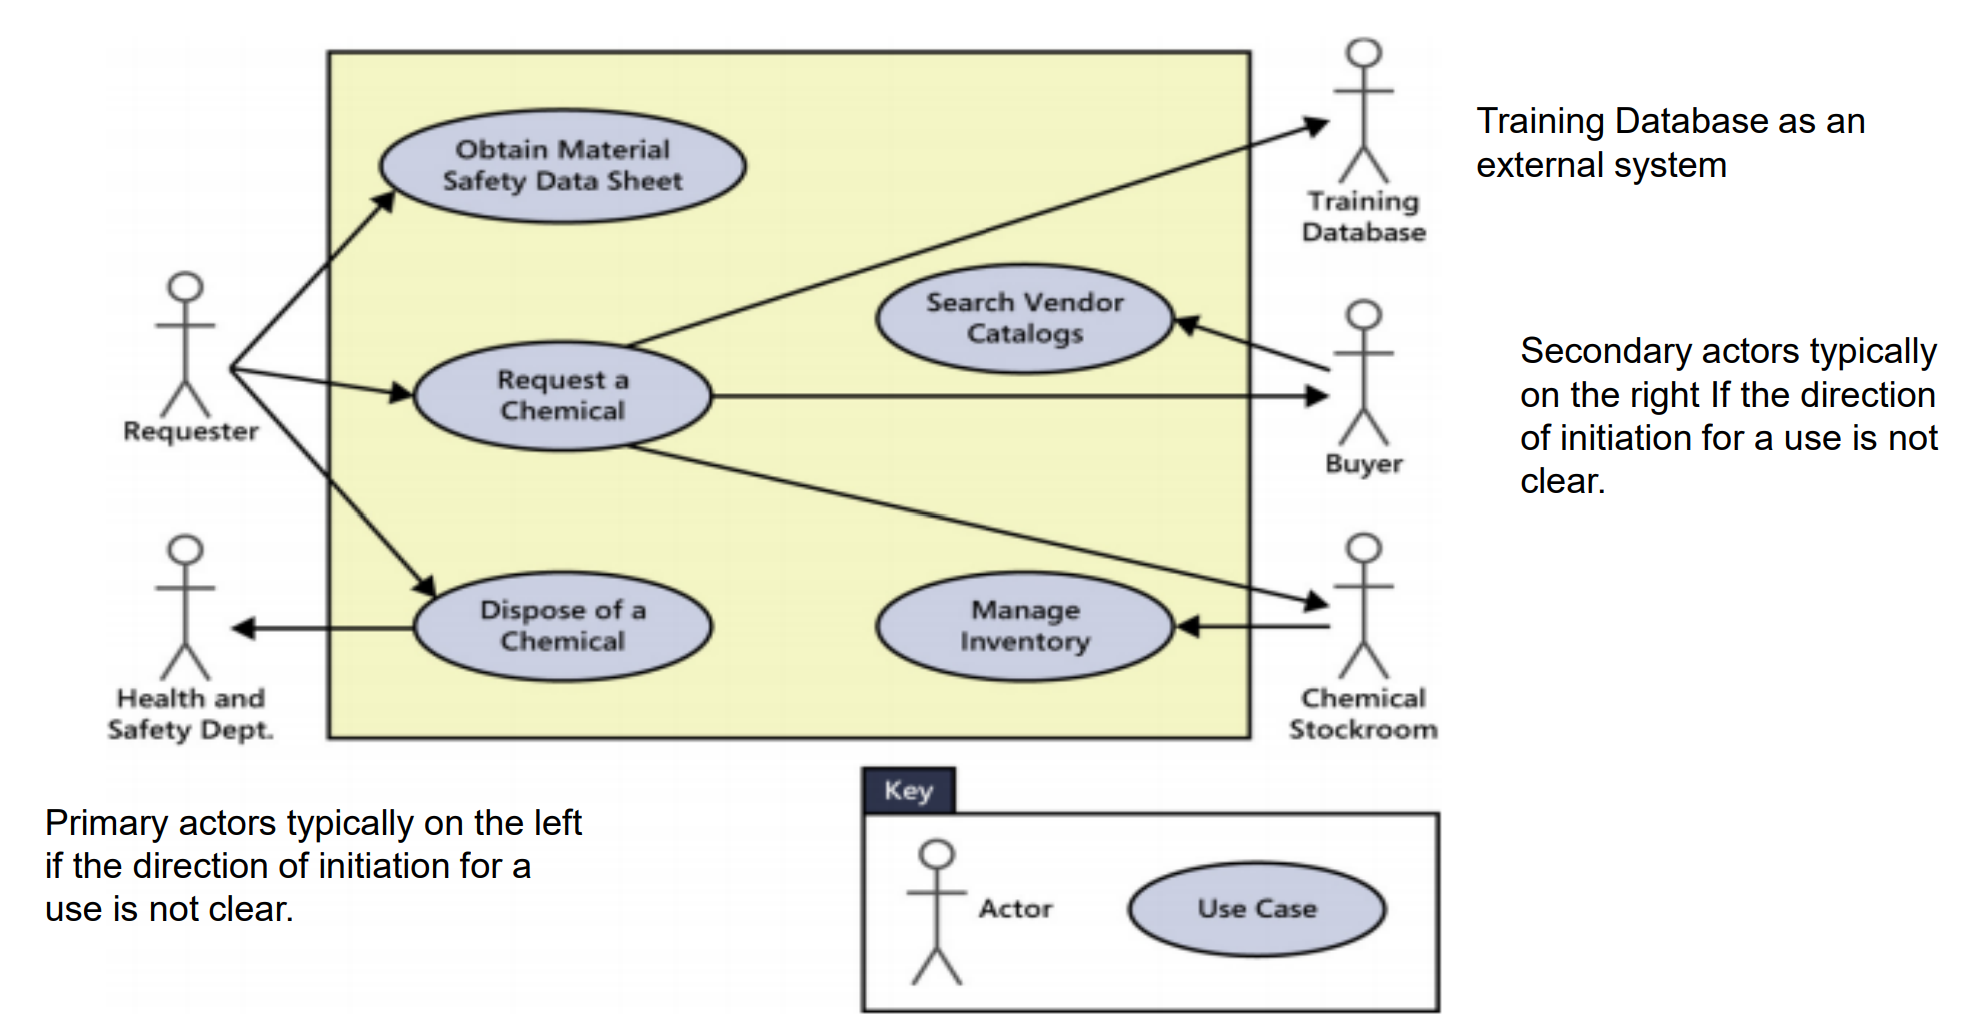 Obtain Material
Safety Data Sheet
Training
Database
Training Database as an
external system
Search Vendor
Catalogs
Requester
Request a
Chemical
Buyer
Secondary actors typically
on the right If the direction
of initiation for a use is not
clear.
Health and
Safety Dept.
Dispose of a
Chemical
Manage
Inventory
Chemical
Stockroom
Primary actors typically on the left
if the direction of initiation for a
use is not clear.
Key
Actor
Use Case